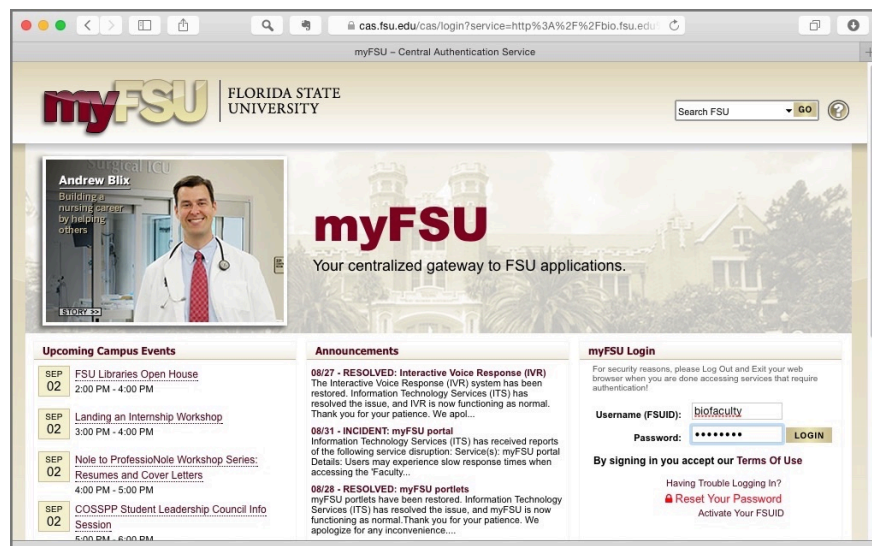 cas.fsu.edu/cas/login?service=http%3A%2F%2Fbio.fsu.edu
myFSU – Central Authentication Service
myFSU
FLORIDA STATE
UNIVERSITY
Search FSU
GO
?
Surgical ICU
Andrew Blix
Building a
nursing career
by helping
others
STORY >>
myFSU
Your centralized gateway to FSU applications.
Upcoming Campus Events
SEP
02
FSU Libraries Open House
2:00 PM - 4:00 PM
SEP
02
Landing an Internship Workshop
3:00 PM - 4:00 PM
SEP
02
Nole to ProfessioNole Workshop Series:
Resumes and Cover Letters
4:00 PM - 5:00 PM
SEP
02
COSSPP Student Leadership Council Info
Session
5:00 PM - 6:00 PM
Announcements
08/27 - RESOLVED: Interactive Voice Response (IVR)
The Interactive Voice Response (IVR) system has been
restored. Information Technology Services (ITS) has
resolved the issue, and IVR is now functioning as normal.
Thank you for your patience. We apol...
08/31 - INCIDENT: myFSU portal
Information Technology Services (ITS) has received reports
of the following service disruption: Service(s): myFSU portal
Details: Users may experience slow response times when
accessing the 'Faculty...
08/28 - RESOLVED: myFSU portlets
myFSU portlets have been restored. Information Technology
Services (ITS) has resolved the issue, and myFSU is now
functioning as normal.Thank you for your patience. We
apologize for any inconvenience....
myFSU Login
For security reasons, please Log Out and Exit your web
browser when you are done accessing services that require
authentication!
Username (FSUID): biofaculty
Password: ••••••••
LOGIN
By signing in you accept our Terms Of Use
Having Trouble Logging In?
Reset Your Password
Activate Your FSUID